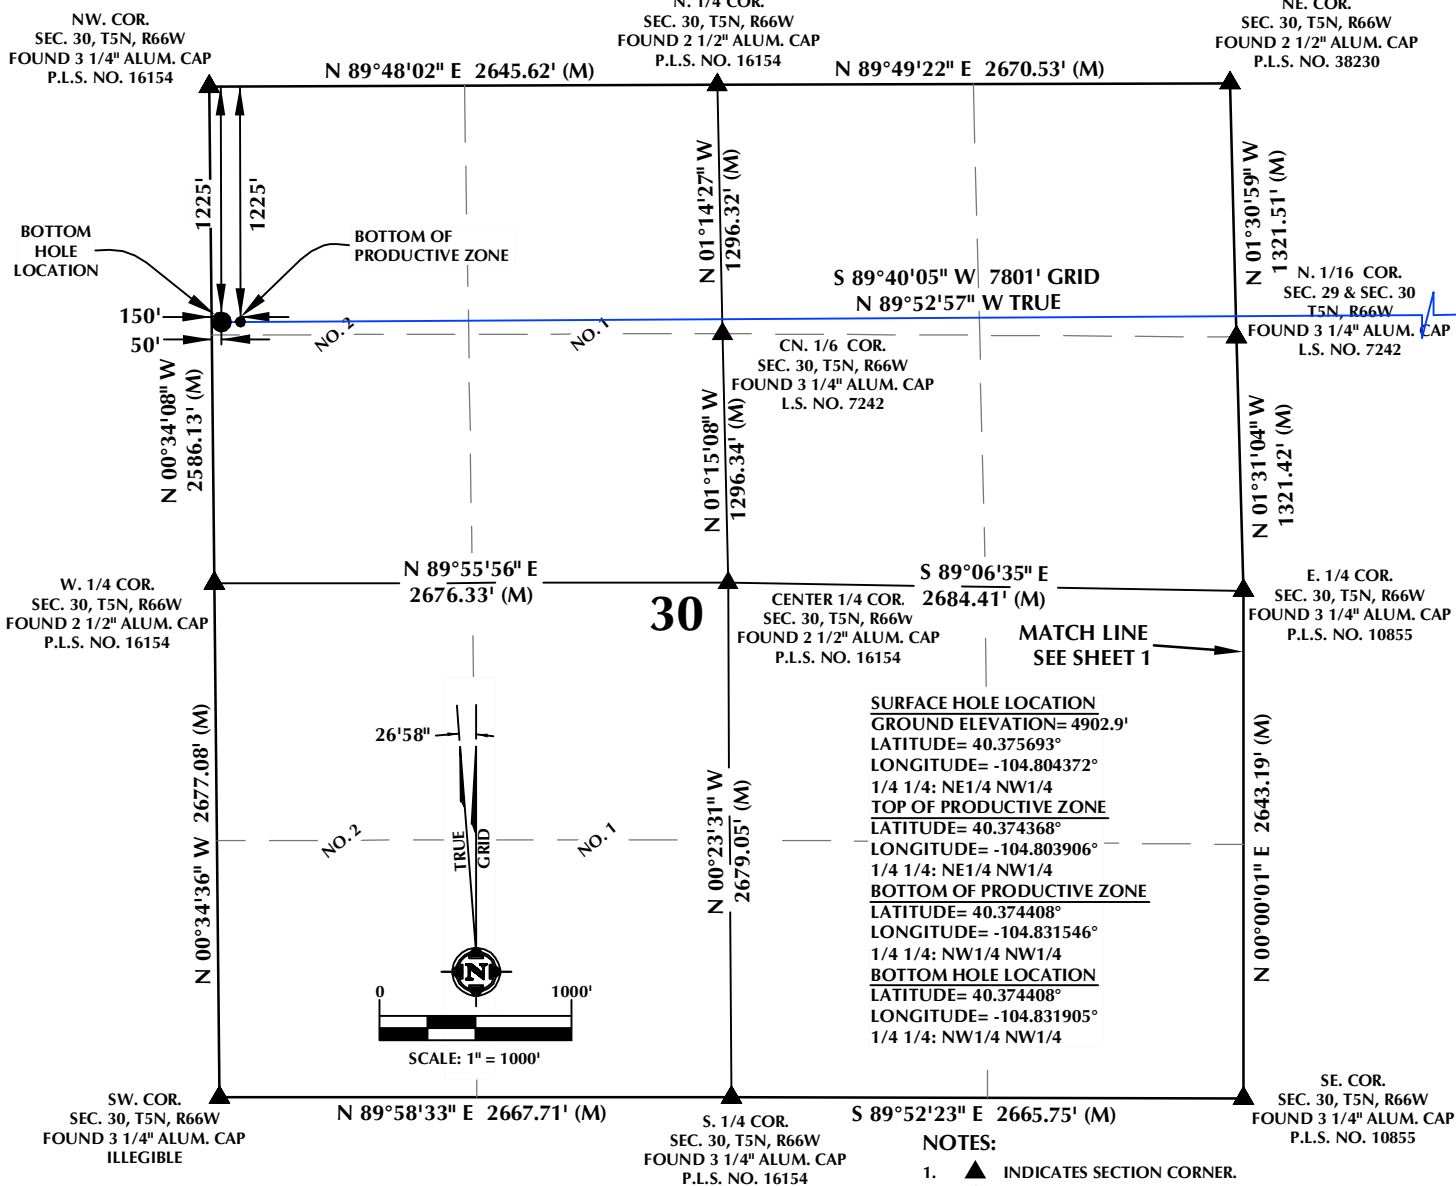 NW. COR.
SEC. 30, T5N, R66W
FOUND 3 1/4" ALUM. CAP
P.L.S. NO. 16154
N. 1/4 COR.
SEC. 30, T5N, R66W
FOUND 2 1/2" ALUM. CAP
P.L.S. NO. 16154
NE. COR.
SEC. 30, T5N, R66W
FOUND 2 1/2" ALUM. CAP
P.L.S. NO. 38230
N 89°48'02" E 2645.62' (M)
N 89°49'22" E 2670.53' (M)
1225'
1225'
N 01°14'27" W
1296.32' (M)
N 01°30'59" W
1321.51' (M)
BOTTOM
HOLE
LOCATION
BOTTOM OF
PRODUCTIVE ZONE
S 89°40'05" W 7801' GRID
N 89°52'57" W TRUE
N. 1/16 COR.
SEC. 29 & SEC. 30
T5N, R66W
FOUND 3 1/4" ALUM. CAP
L.S. NO. 7242
150'
50'
NO. 2
NO. 1
CN. 1/6 COR.
SEC. 30, T5N, R66W
FOUND 3 1/4" ALUM. CAP
L.S. NO. 7242
N 00°34'08" W
2586.13' (M)
N 01°15'08" W
1296.34' (M)
N 01°31'04" W
1321.42' (M)
W. 1/4 COR.
SEC. 30, T5N, R66W
FOUND 2 1/2" ALUM. CAP
P.L.S. NO. 16154
N 89°55'56" E
2676.33' (M)
30
CENTER 1/4 COR.
SEC. 30, T5N, R66W
FOUND 2 1/2" ALUM. CAP
P.L.S. NO. 16154
S 89°06'35" E
2684.41' (M)
E. 1/4 COR.
SEC. 30, T5N, R66W
FOUND 3 1/4" ALUM. CAP
P.L.S. NO. 10855
MATCH LINE
SEE SHEET 1
N 00°34'36" W 2677.08' (M)
26'58"
TRUE
GRID
N
NO. 2
NO. 1
N 00°23'31" W
2679.05' (M)
SURFACE HOLE LOCATION
GROUND ELEVATION= 4902.9'
LATITUDE= 40.375693°
LONGITUDE= -104.804372°
1/4 1/4: NE1/4 NW1/4
TOP OF PRODUCTIVE ZONE
LATITUDE= 40.374368°
LONGITUDE= -104.803906°
1/4 1/4: NE1/4 NW1/4
BOTTOM OF PRODUCTIVE ZONE
LATITUDE= 40.374408°
LONGITUDE= -104.831546°
1/4 1/4: NW1/4 NW1/4
BOTTOM HOLE LOCATION
LATITUDE= 40.374408°
LONGITUDE= -104.831905°
1/4 1/4: NW1/4 NW1/4
N 00°00'01" E 2643.19' (M)
0 1000'
SCALE: 1" = 1000'
SW. COR.
SEC. 30, T5N, R66W
FOUND 3 1/4" ALUM. CAP
ILLEGIBLE
N 89°58'33" E 2667.71' (M)
S. 1/4 COR.
SEC. 30, T5N, R66W
FOUND 3 1/4" ALUM. CAP
P.L.S. NO. 16154
S 89°52'23" E 2665.75' (M)
SE. COR.
SEC. 30, T5N, R66W
FOUND 3 1/4" ALUM. CAP
P.L.S. NO. 10855
NOTES:
1. INDICATES SECTION CORNER.